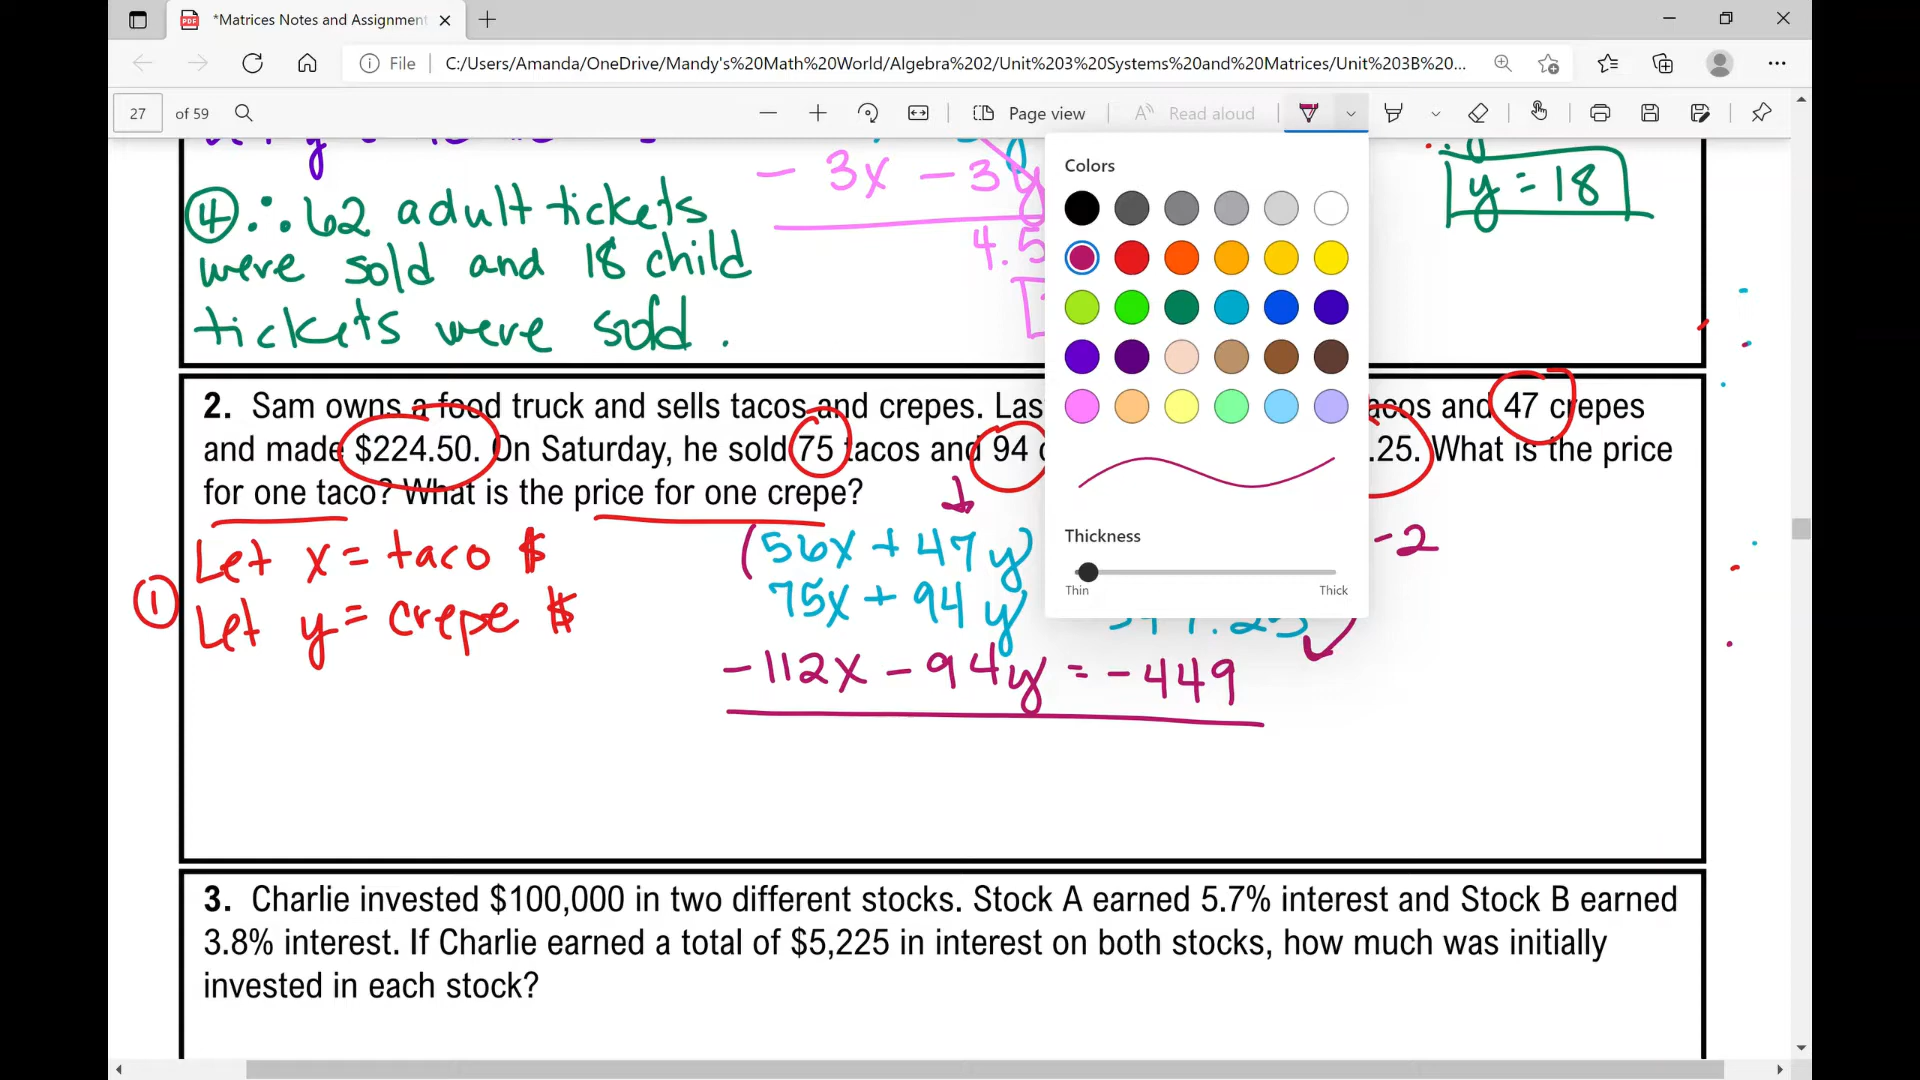 *Matrices Notes and Assignment
File
C:/Users/Amanda/OneDrive/Mandy's%20Math%20World/Algebra%202/Unit%203%20Systems%20and%20Matrices/Unit%203B%20...
27 of 59
Page view
Read aloud
- 3x - 3y
4.5
y = 18
④ ∴ 62 adult tickets
were sold and 18 child
tickets were sold.
Colors
Thickness
Thin Thick
2. Sam owns a food truck and sells tacos and crepes. Las acos and 47 crepes
and made $224.50. On Saturday, he sold 75 tacos and 94 c .25. What is the price
for one taco? What is the price for one crepe?
Let x = taco $
①
Let y = crepe $
(56x + 47y) -2
75x + 94y
-112x - 94y = -449
3. Charlie invested $100,000 in two different stocks. Stock A earned 5.7% interest and Stock B earned
3.8% interest. If Charlie earned a total of $5,225 in interest on both stocks, how much was initially
invested in each stock?